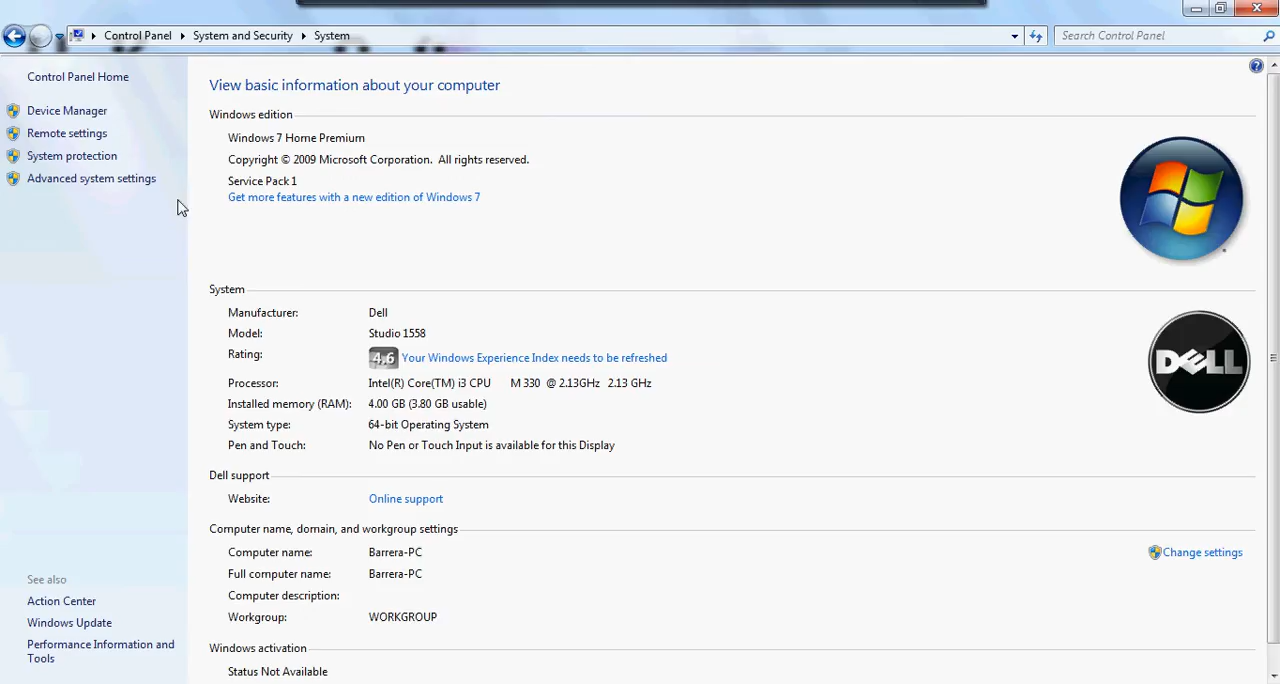 Control Panel System and Security System
Search Control Panel
Control Panel Home
Device Manager
Remote settings
System protection
Advanced system settings
See also
Action Center
Windows Update
Performance Information and
Tools
View basic information about your computer
Windows edition
Windows 7 Home Premium
Copyright © 2009 Microsoft Corporation. All rights reserved.
Service Pack 1
Get more features with a new edition of Windows 7
System
Manufacturer: Dell
Model: Studio 1558
Rating: 4.6 Your Windows Experience Index needs to be refreshed
Processor: Intel(R) Core(TM) i3 CPU M 330 @ 2.13GHz 2.13 GHz
Installed memory (RAM): 4.00 GB (3.80 GB usable)
System type: 64-bit Operating System
Pen and Touch: No Pen or Touch Input is available for this Display
DELL
Dell support
Website: Online support
Computer name, domain, and workgroup settings
Computer name: Barrera-PC
Change settings
Full computer name: Barrera-PC
Computer description:
Workgroup: WORKGROUP
Windows activation
Status Not Available